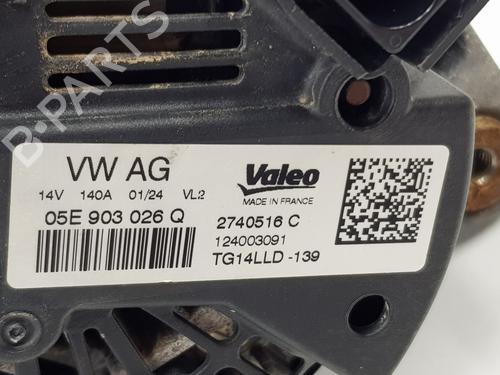 B-PARTS
VW AG
14V 140A 01/24 VL2
05E 903 026 Q
Valeo
MADE IN FRANCE
2740516 C
124003091
TG14LLD -139